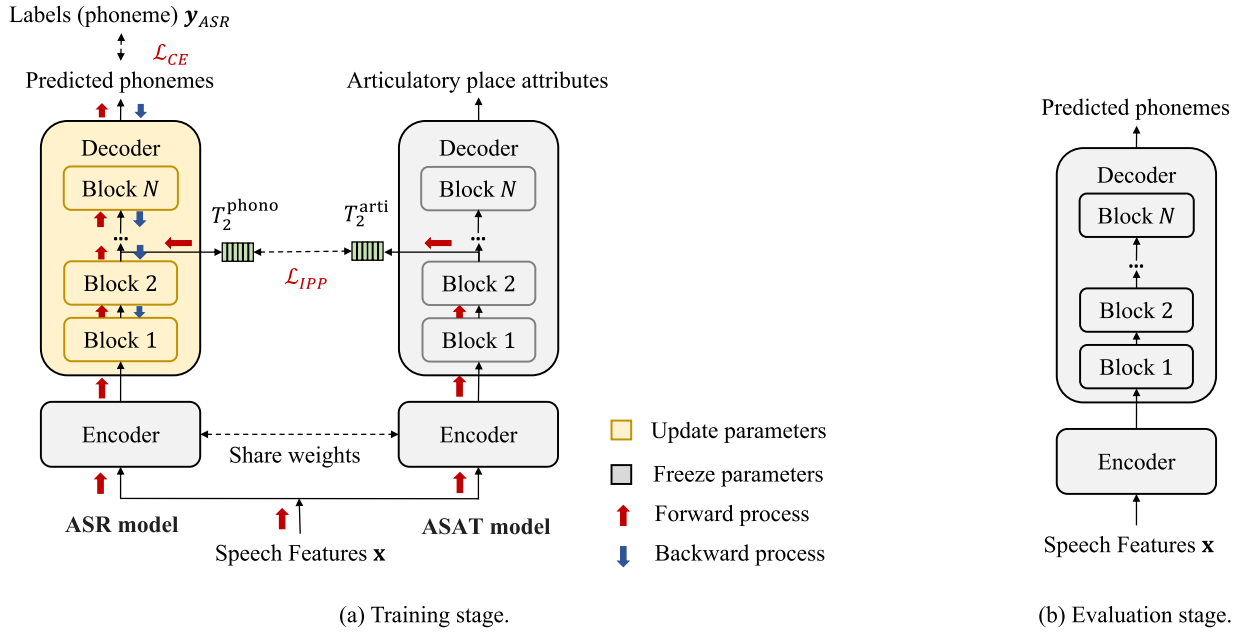 Labels (phoneme) y_ASR
ℒ_CE
Predicted phonemes
Decoder
Block N
...
Block 2
Block 1
Encoder
ASR model
T_2^phono
T_2^arti
ℒ_IPP
Share weights
Speech Features x
Articulatory place attributes
Decoder
Block N
...
Block 2
Block 1
Encoder
ASAT model
Update parameters
Freeze parameters
Forward process
Backward process
(a) Training stage.
Predicted phonemes
Decoder
Block N
...
Block 2
Block 1
Encoder
Speech Features x
(b) Evaluation stage.